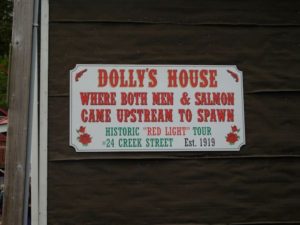 DOLLY'S HOUSE
WHERE BOTH MEN & SALMON
CAME UPSTREAM TO SPAWN
HISTORIC "RED LIGHT" TOUR
#24 CREEK STREET Est. 1919